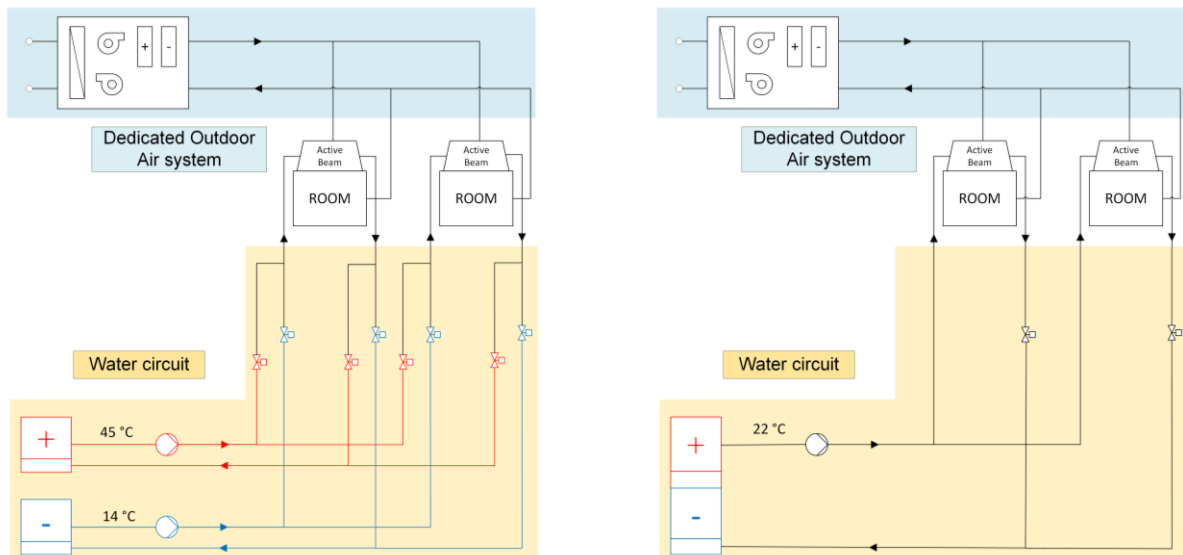 + -
Dedicated Outdoor
Air system
Active
Beam
ROOM
Active
Beam
ROOM
Water circuit
+
45 °C
-
14 °C
+ -
Dedicated Outdoor
Air system
Active
Beam
ROOM
Active
Beam
ROOM
Water circuit
+
22 °C
-